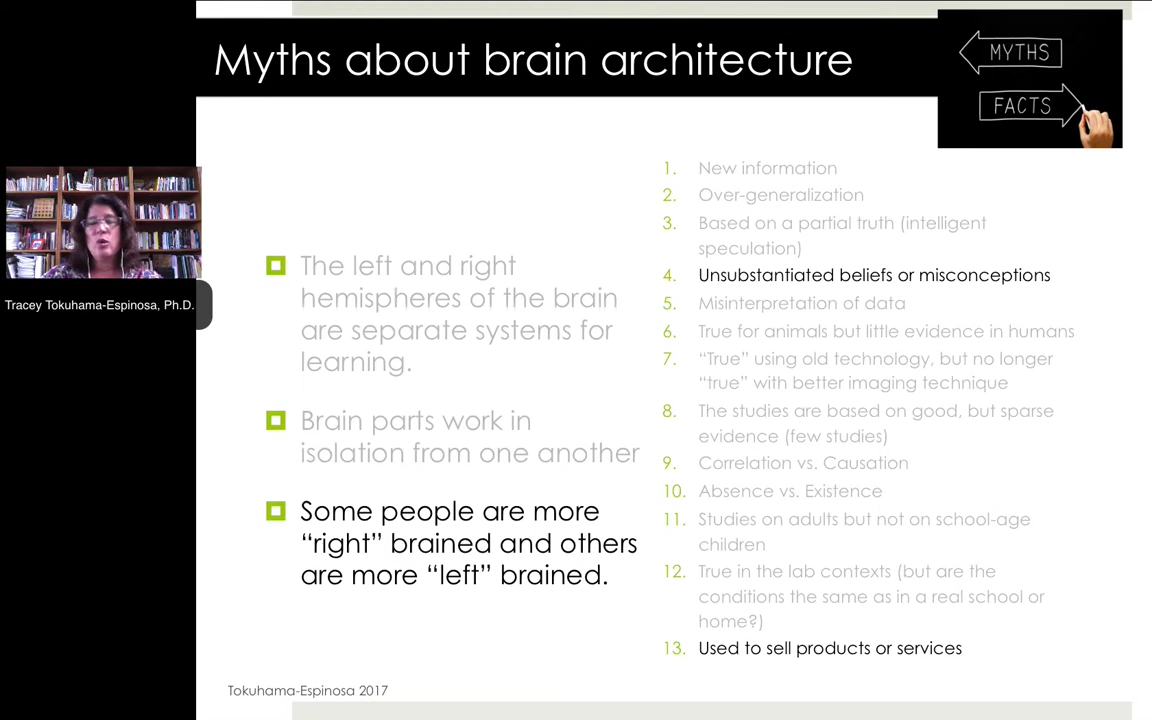 Myths about brain architecture
MYTHS
FACTS
Tracey Tokuhama-Espinosa, Ph.D.
The left and right
hemispheres of the brain
are separate systems for
learning.
Brain parts work in
isolation from one another
Some people are more
“right” brained and others
are more “left” brained.
1. New information
2. Over-generalization
3. Based on a partial truth (intelligent
speculation)
4. Unsubstantiated beliefs or misconceptions
5. Misinterpretation of data
6. True for animals but little evidence in humans
7. “True” using old technology, but no longer
“true” with better imaging technique
8. The studies are based on good, but sparse
evidence (few studies)
9. Correlation vs. Causation
10. Absence vs. Existence
11. Studies on adults but not on school-age
children
12. True in the lab contexts (but are the
conditions the same as in a real school or
home?)
13. Used to sell products or services
Tokuhama-Espinosa 2017